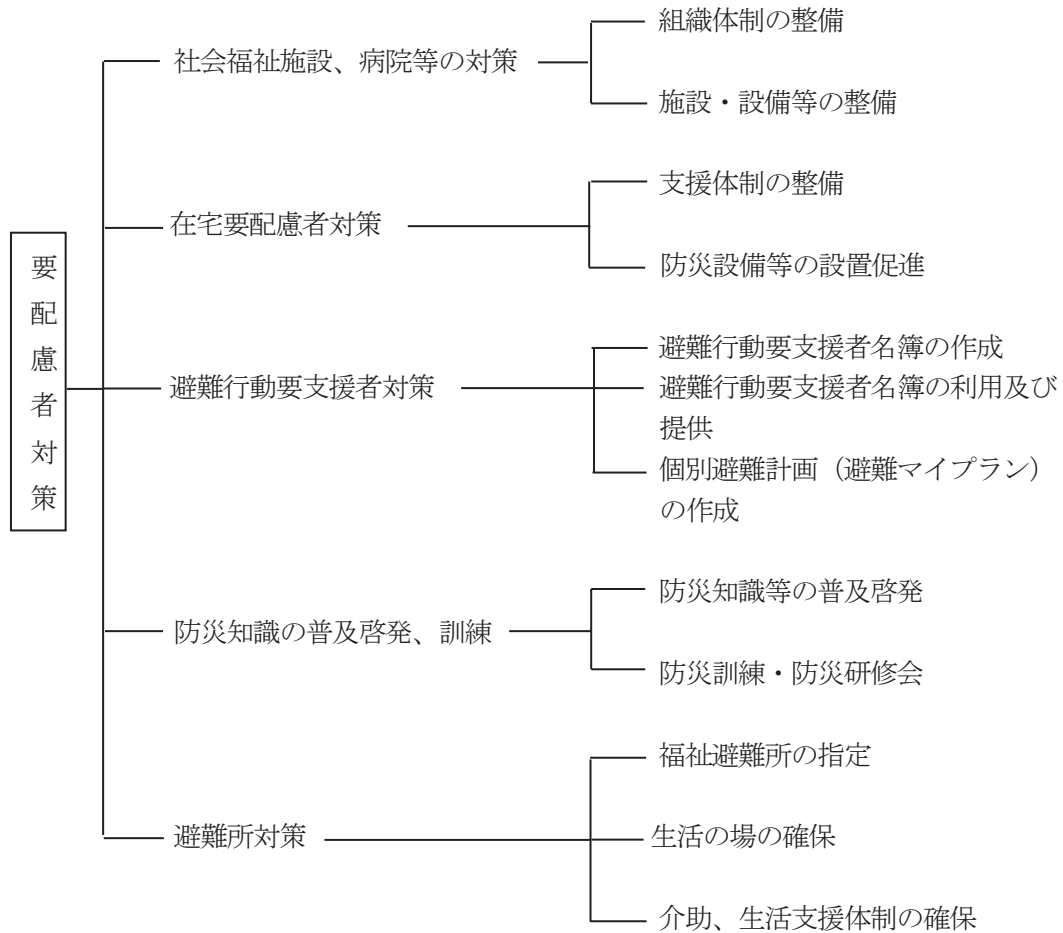 要配慮者対策
社会福祉施設、病院等の対策
組織体制の整備
施設・設備等の整備
在宅要配慮者対策
支援体制の整備
防災設備等の設置促進
避難行動要支援者対策
避難行動要支援者名簿の作成
避難行動要支援者名簿の利用及び
提供
個別避難計画（避難マイプラン）
の作成
防災知識の普及啓発、訓練
防災知識等の普及啓発
防災訓練・防災研修会
避難所対策
福祉避難所の指定
生活の場の確保
介助、生活支援体制の確保